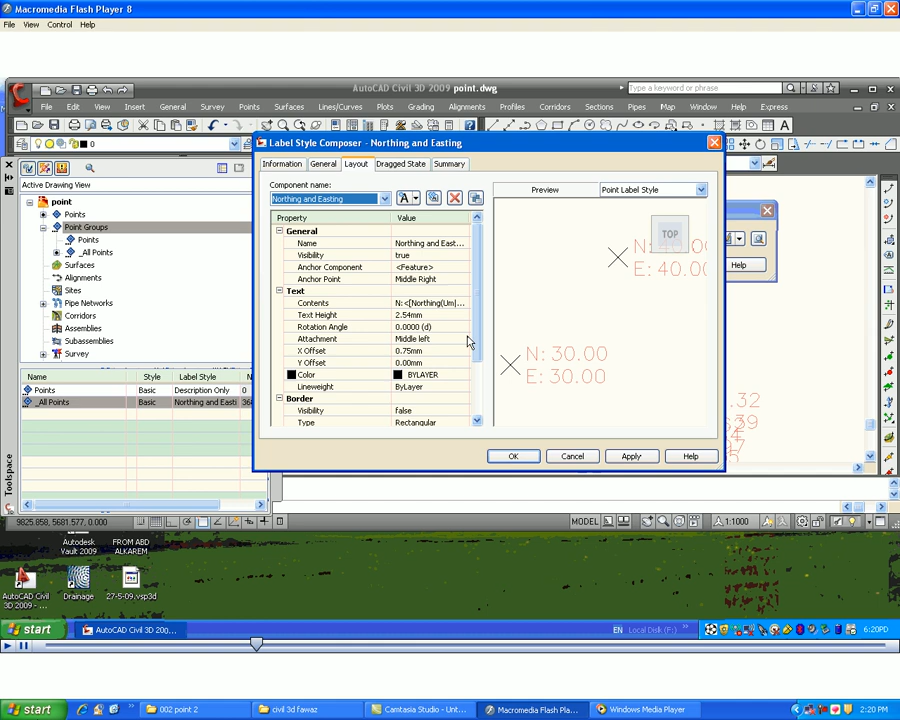 Macromedia Flash Player 8
File View Control Help
AutoCAD Civil 3D 2009 point.dwg
Type a keyword or phrase
File Edit View Insert General Survey Points Surfaces Lines/Curves Plots Grading Alignments Profiles Corridors Sections Pipes Map Window Help Express
0
Label Style Composer - Northing and Easting
Information General Layout Dragged State Summary
Active Drawing View
point
Points
Point Groups
Points
_All Points
Surfaces
Alignments
Sites
Pipe Networks
Corridors
Assemblies
Subassemblies
Survey
Name Style Label Style
Points Basic Description Only 0
_All Points Basic Northing and Easti
Toolspace
Component name:
Northing and Easting
Property Value
General
Name Northing and East...
Visibility true
Anchor Component <Feature>
Anchor Point Middle Right
Text
Contents N:<[Northing(Um|...
Text Height 2.54mm
Rotation Angle 0.0000 (d)
Attachment Middle left
X Offset 0.75mm
Y Offset 0.00mm
Color BYLAYER
Lineweight ByLayer
Border
Visibility false
Type Rectangular
Preview Point Label Style
TOP
E: 40.00
N: 30.00
E: 30.00
OK Cancel Apply Help
Help
9825.858, 5681.577, 0.000
MODEL
1:1000
Autodesk Vault 2009
FROM ABD ALKAREM
AutoCAD Civil 3D 2009 - ...
Drainage
27-5-09.vsp3d
start AutoCAD Civil 3D 20(... EN Local Disk (F:) 6:20PD
start 002 point 2 civil 3d fawaz Camtasia Studio - Unt... Macromedia Flash Pla... Windows Media Player 2:20 PM